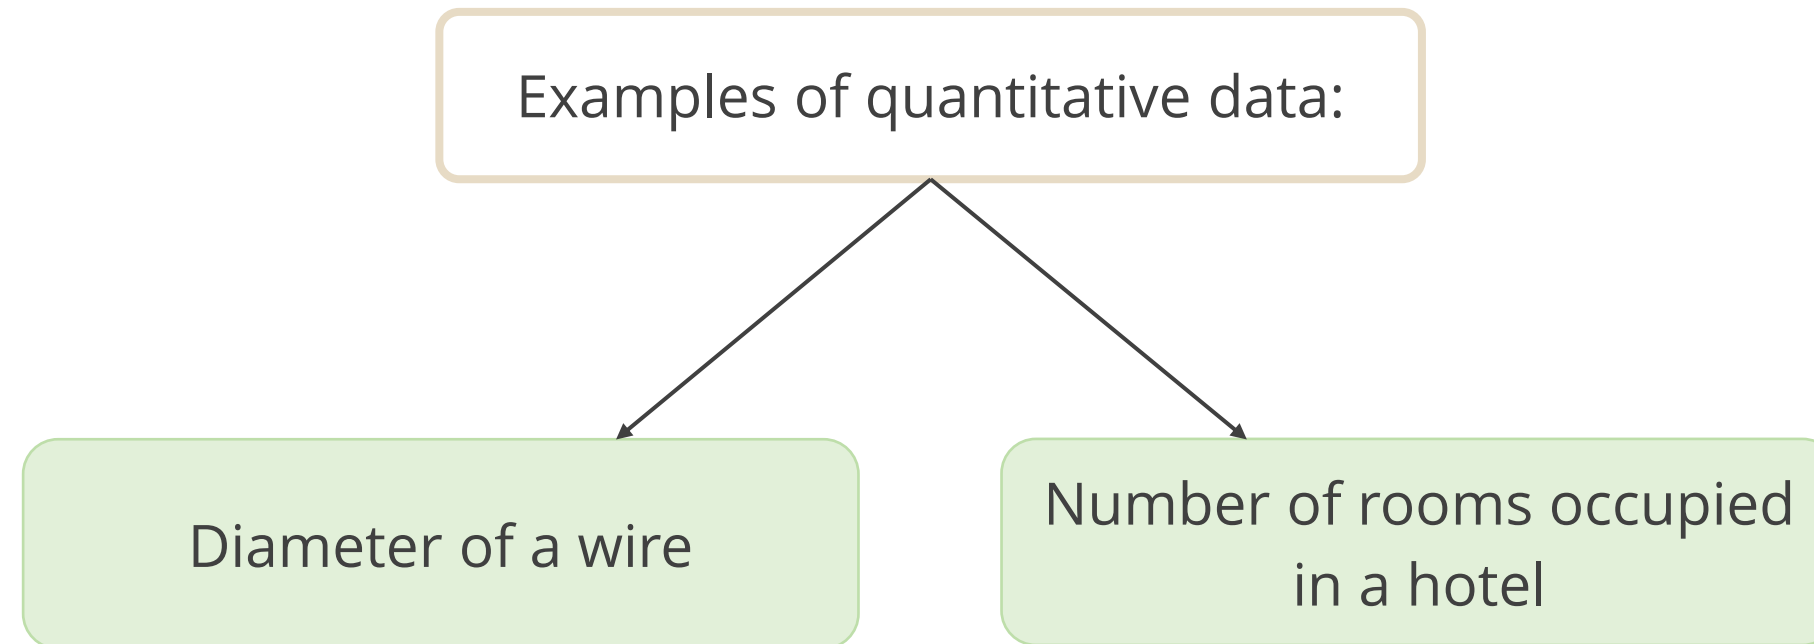 Examples of quantitative data:
Diameter of a wire
Number of rooms occupied
in a hotel